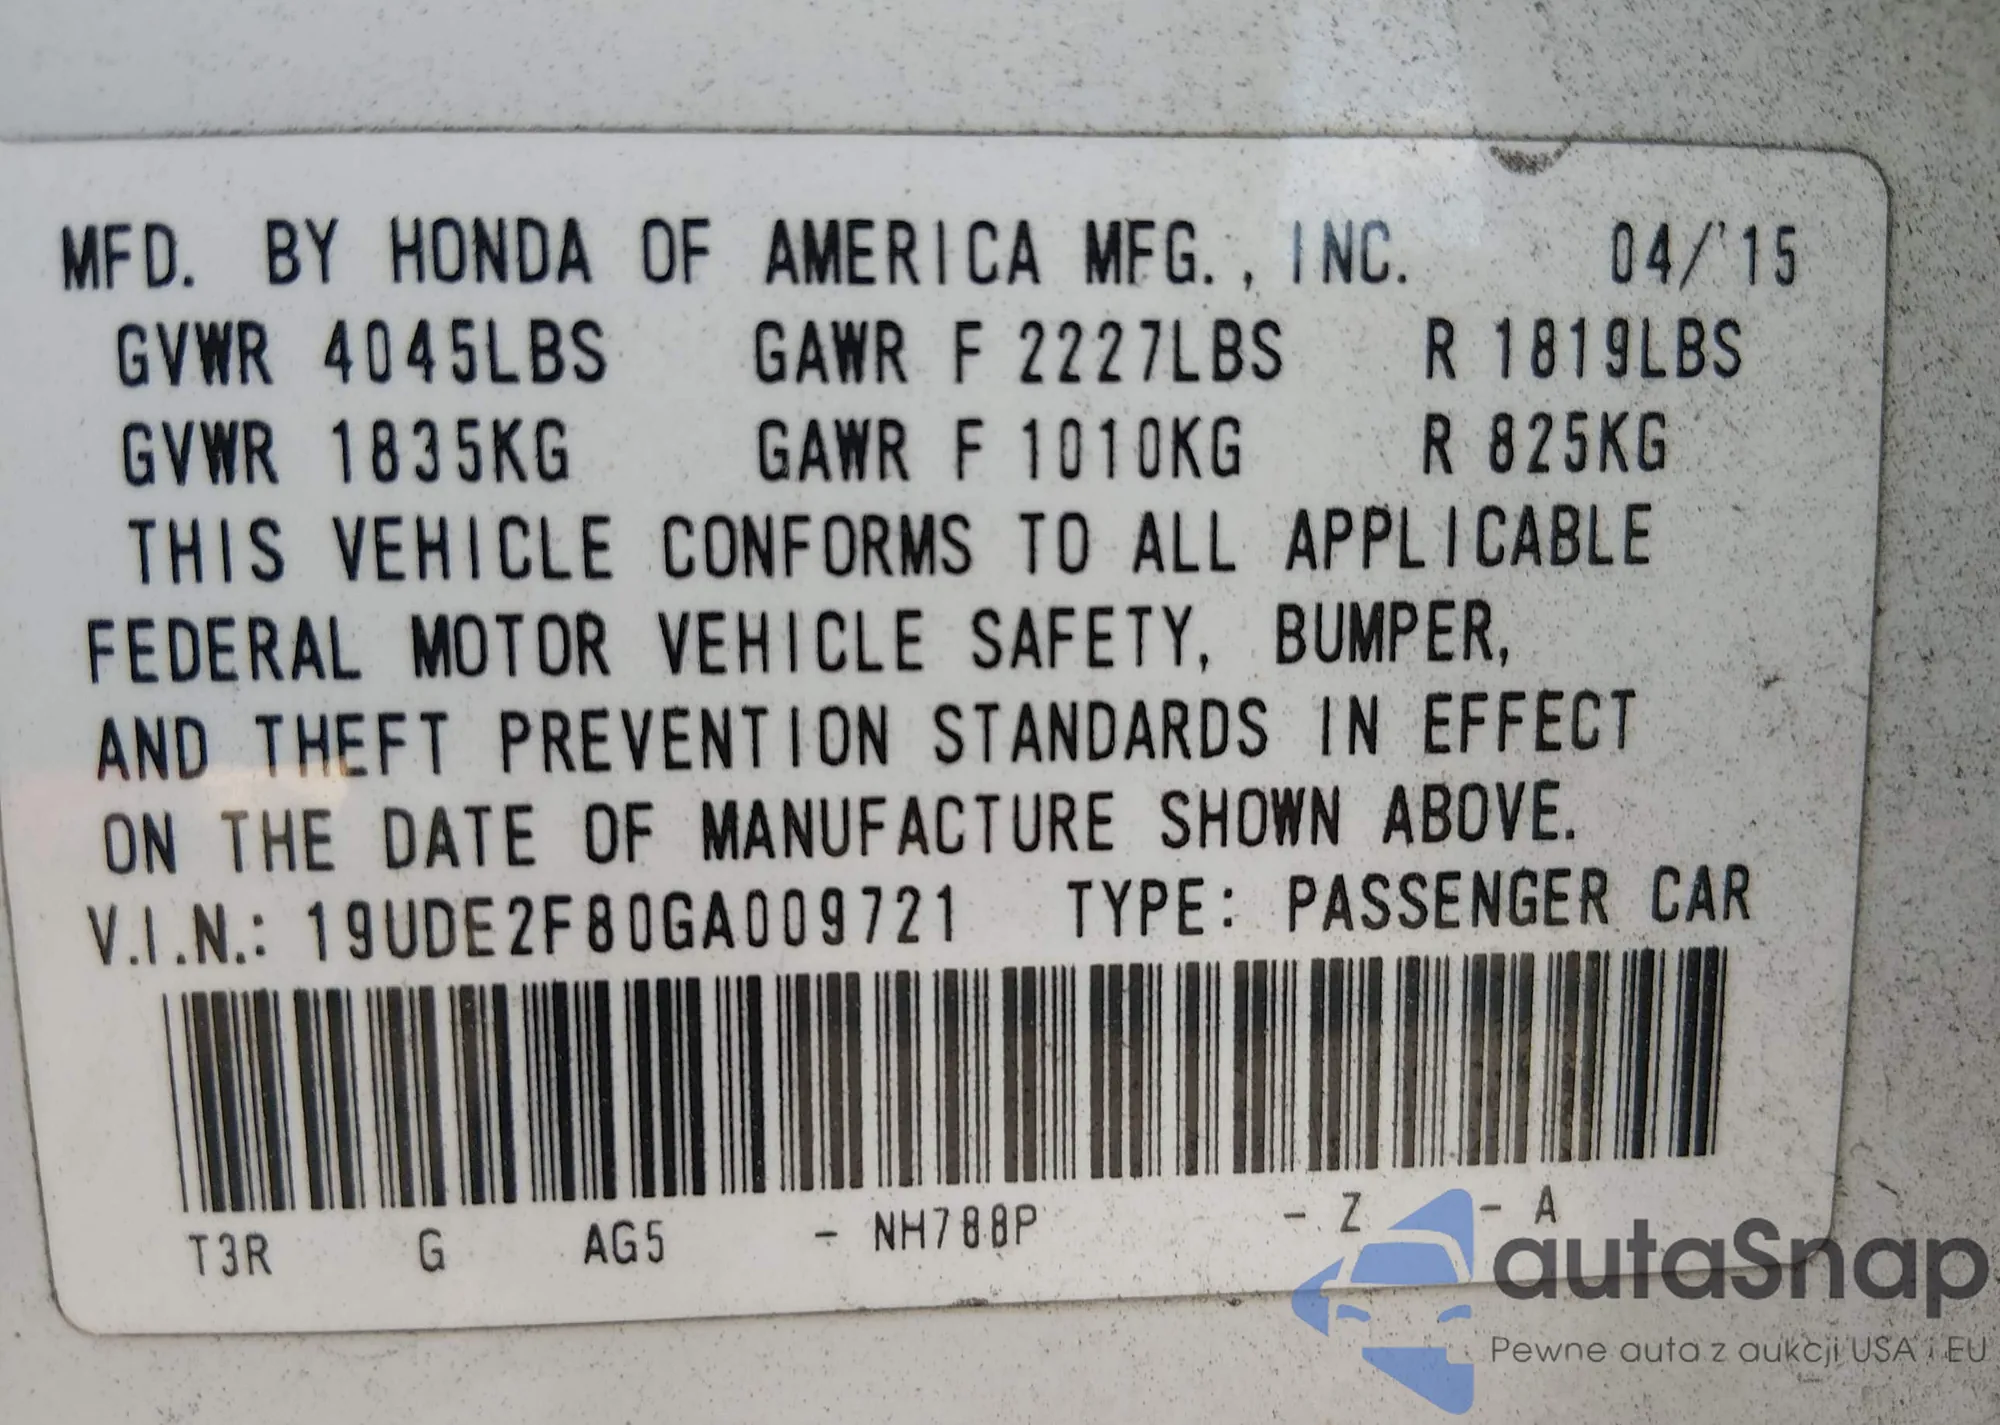 MFD. BY HONDA OF AMERICA MFG., INC. 04/'15
GVWR 4045LBS GAWR F 2227LBS R 1819LBS
GVWR 1835KG GAWR F 1010KG R 825KG
THIS VEHICLE CONFORMS TO ALL APPLICABLE
FEDERAL MOTOR VEHICLE SAFETY, BUMPER,
AND THEFT PREVENTION STANDARDS IN EFFECT
ON THE DATE OF MANUFACTURE SHOWN ABOVE.
V.I.N.: 19UDE2F80GA009721 TYPE: PASSENGER CAR
T3R G AG5 - NH788P - Z - A
autaSnap
Pewne auta z aukcji USA i EU